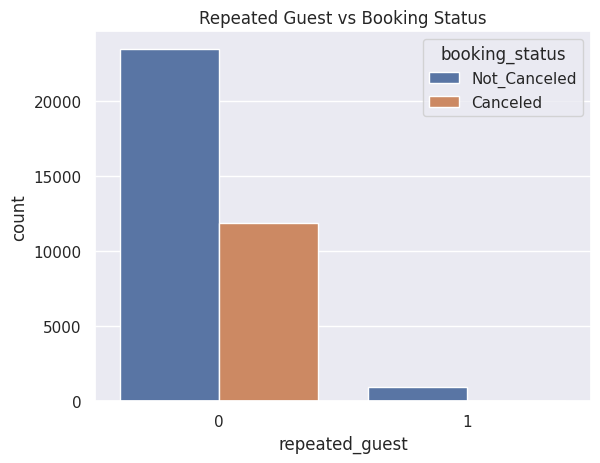 Repeated Guest vs Booking Status
booking_status
Not_Canceled
Canceled
count
20000
15000
10000
5000
0
0
1
repeated_guest